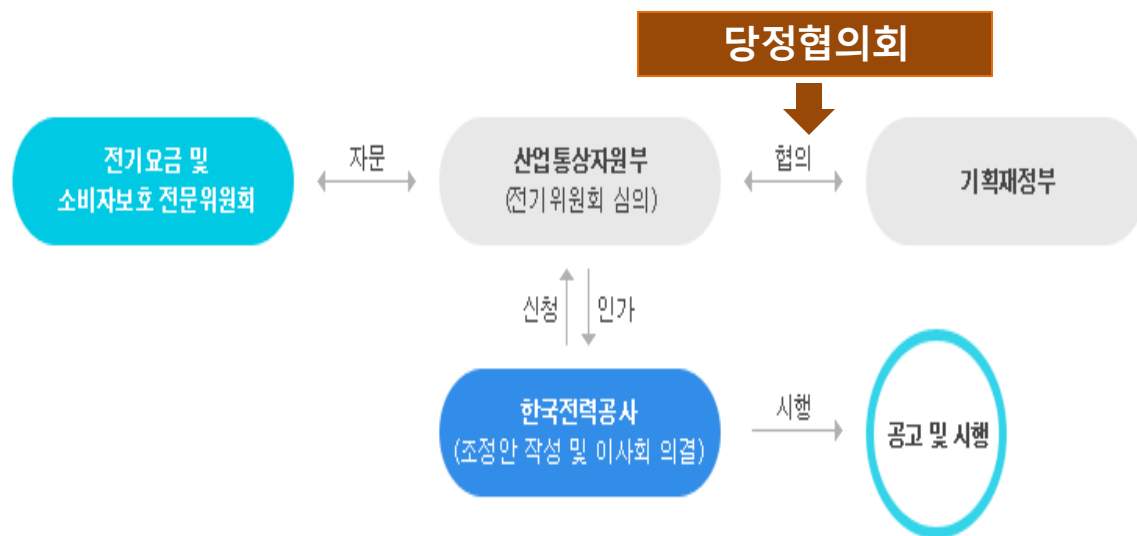 당정협의회
전기요금 및
소비자보호 전문위원회
자문
산업통상자원부
(전기위원회 심의)
협의
기획재정부
신청
인가
한국전력공사
(조정안 작성 및 이사회 의결)
시행
공고 및 시행